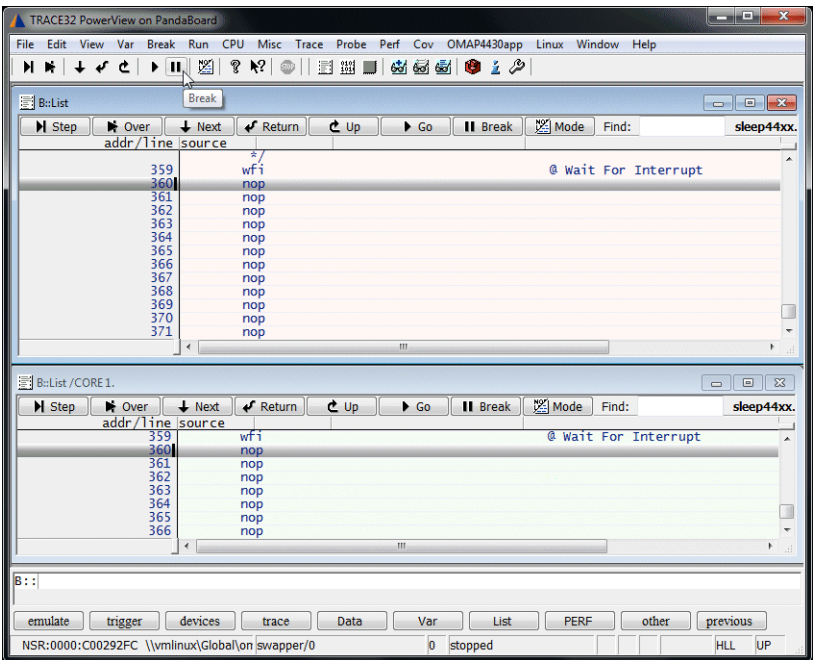 TRACE32 PowerView on PandaBoard
File Edit View Var Break Run CPU Misc Trace Probe Perf Cov OMAP4430app Linux Window Help
Break
B::List
Step Over Next Return Up Go Break Mode Find: sleep44xx.
addr/line source
*/
359 wfi @ Wait For Interrupt
360 nop
361 nop
362 nop
363 nop
364 nop
365 nop
366 nop
367 nop
368 nop
369 nop
370 nop
371 nop
B::List /CORE 1.
Step Over Next Return Up Go Break Mode Find: sleep44xx.
addr/line source
359 wfi @ Wait For Interrupt
360 nop
361 nop
362 nop
363 nop
364 nop
365 nop
366 nop
B::
emulate trigger devices trace Data Var List PERF other previous
NSR:0000:C00292FC \\vmlinux\Global\on swapper/0 0 stopped HLL UP